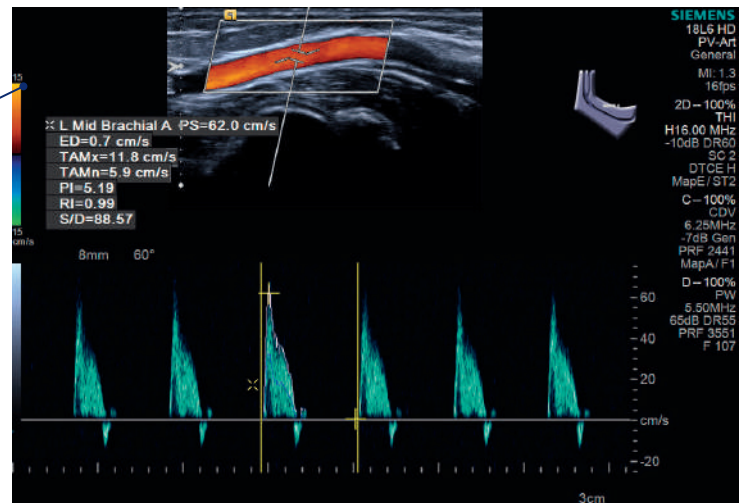 SIEMENS
18L6 HD
PV-Art
General
MI: 1.3
16fps
2D–100%
THI
H16.00 MHz
-10dB DR60
SC 2
DTCE H
MapE/ST2
C–100%
CDV
6.25MHz
-7dB Gen
PRF 2441
MapA/F1
D–100%
PW
5.50MHz
65dB DR55
PRF 3551
F 107
15
15
cm/s
L Mid Brachial A PS=62.0 cm/s
ED=0.7 cm/s
TAMx=11.8 cm/s
TAMn=5.9 cm/s
PI=5.19
RI=0.99
S/D=88.57
8mm 60°
60
40
20
cm/s
-20
3cm